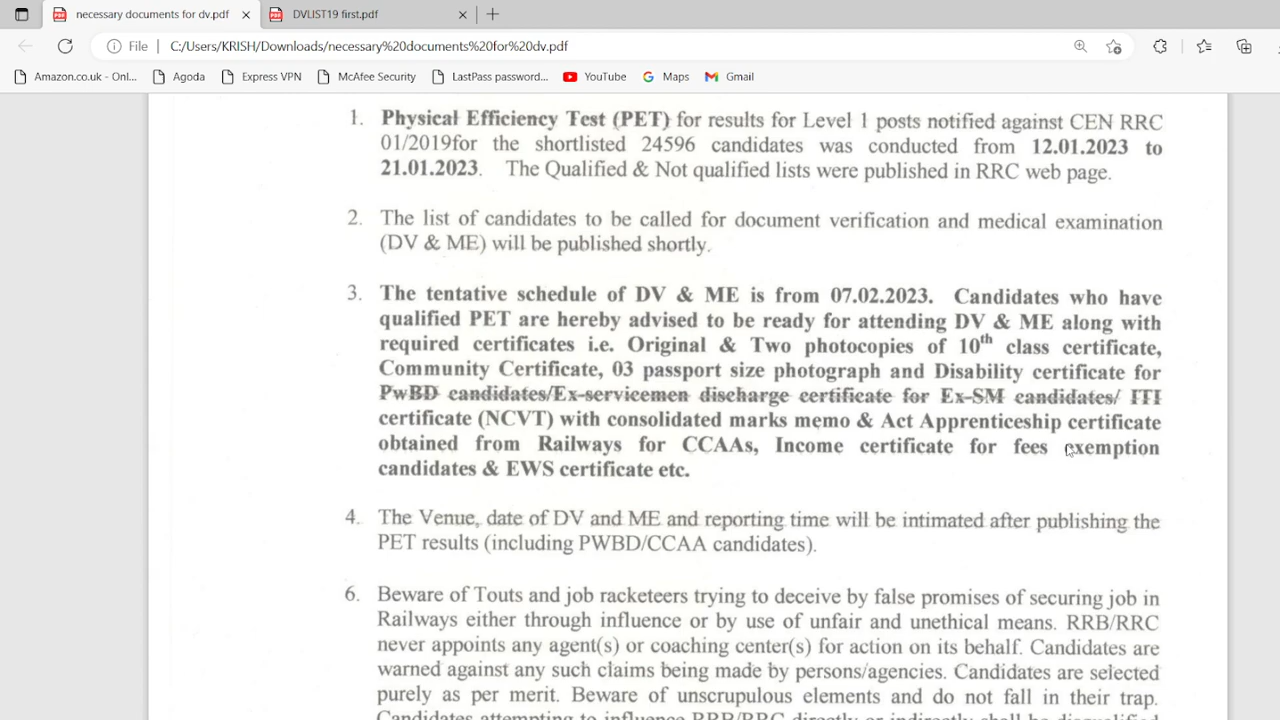 necessary documents for dv.pdf
DVLIST19 first.pdf
File
C:/Users/KRISH/Downloads/necessary%20documents%20for%20dv.pdf
Amazon.co.uk - Onl...
Agoda
Express VPN
McAfee Security
LastPass password...
YouTube
Maps
Gmail
1. Physical Efficiency Test (PET) for results for Level 1 posts notified against CEN RRC
01/2019for the shortlisted 24596 candidates was conducted from 12.01.2023 to
21.01.2023. The Qualified & Not qualified lists were published in RRC web page.
2. The list of candidates to be called for document verification and medical examination
(DV & ME) will be published shortly.
3. The tentative schedule of DV & ME is from 07.02.2023. Candidates who have
qualified PET are hereby advised to be ready for attending DV & ME along with
required certificates i.e. Original & Two photocopies of 10th class certificate,
Community Certificate, 03 passport size photograph and Disability certificate for
PwBD candidates/Ex-servicemen discharge certificate for Ex-SM candidates/ ITI
certificate (NCVT) with consolidated marks memo & Act Apprenticeship certificate
obtained from Railways for CCAAs, Income certificate for fees exemption
candidates & EWS certificate etc.
4. The Venue, date of DV and ME and reporting time will be intimated after publishing the
PET results (including PWBD/CCAA candidates).
6. Beware of Touts and job racketeers trying to deceive by false promises of securing job in
Railways either through influence or by use of unfair and unethical means. RRB/RRC
never appoints any agent(s) or coaching center(s) for action on its behalf. Candidates are
warned against any such claims being made by persons/agencies. Candidates are selected
purely as per merit. Beware of unscrupulous elements and do not fall in their trap.
Candidates attempting to influence RRB/RRC directly or indirectly shall be disqualified